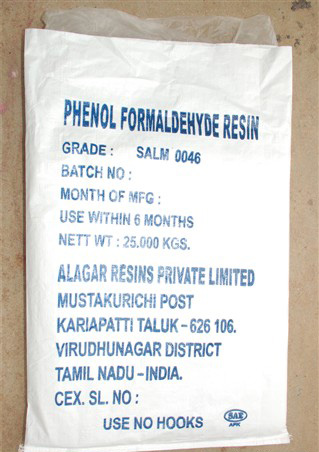 PHENOL FORMALDEHYDE RESIN
GRADE : SALM 0046
BATCH NO :
MONTH OF MFG :
USE WITHIN 6 MONTHS
NETT WT : 25.000 KGS.
ALAGAR RESINS PRIVATE LIMITED
MUSTAKURICHI POST
KARIAPATTI TALUK – 626 106.
VIRUDHUNAGAR DISTRICT
TAMIL NADU – INDIA.
CEX. SL. NO :
USE NO HOOKS
SAE
APK